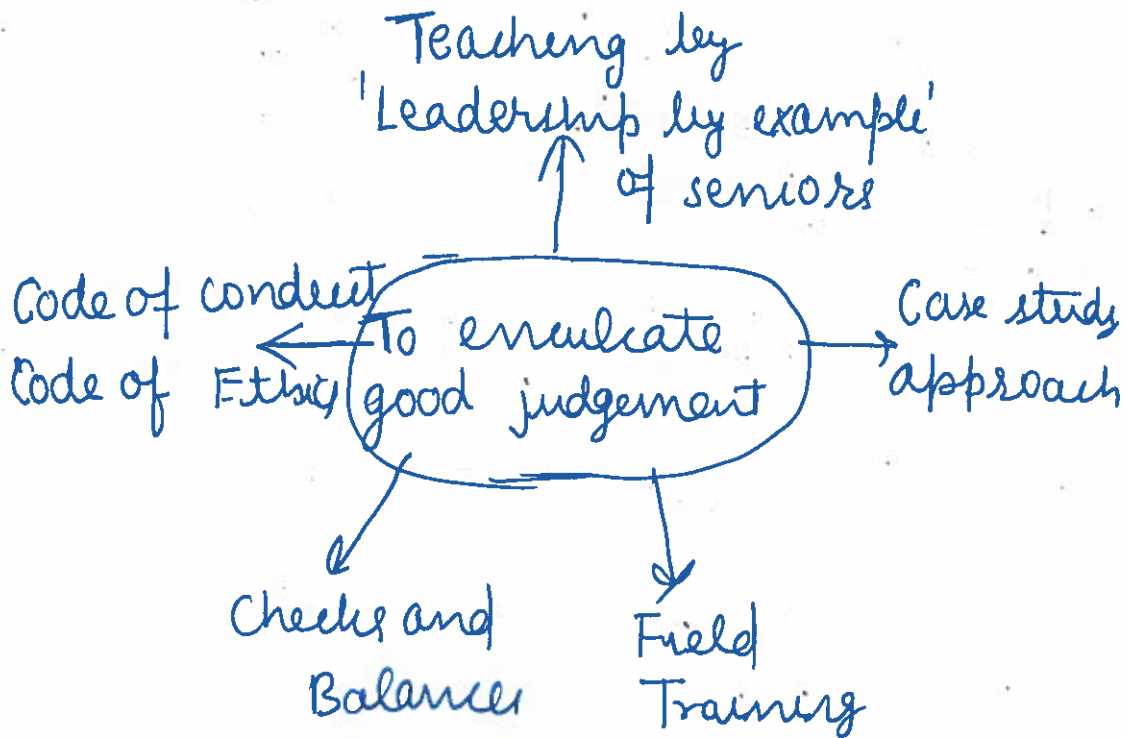 Teaching by
'Leadership by example'
of seniors
Code of conduct
Code of Ethics
To enculcate
good judgement
Case study
approach
Checks and
Balances
Field
Training